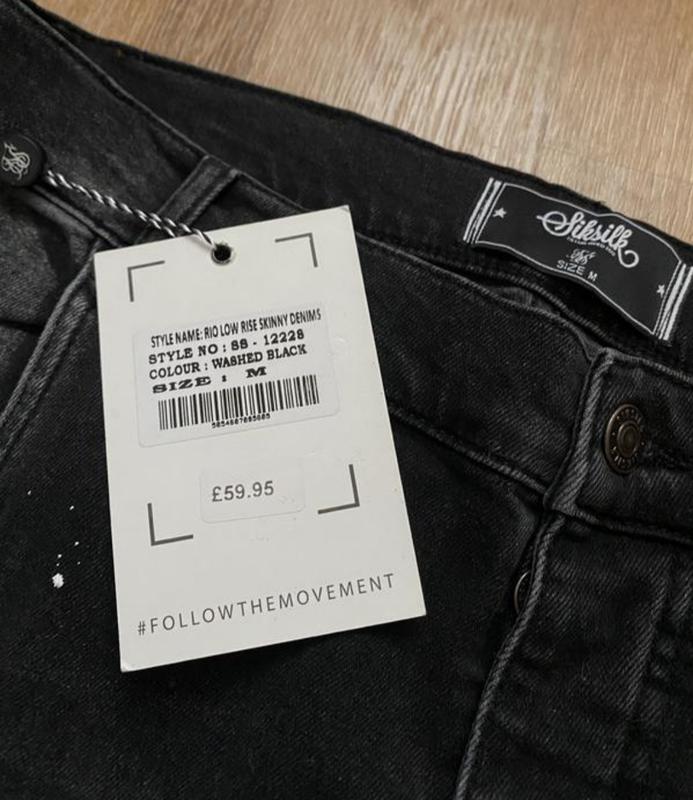 Siksilk
SIZE M
STYLE NAME: RIO LOW RISE SKINNY DENIMS
STYLE NO : SS - 12228
COLOUR : WASHED BLACK
SIZE : M
£59.95
#FOLLOWTHEMOVEMENT